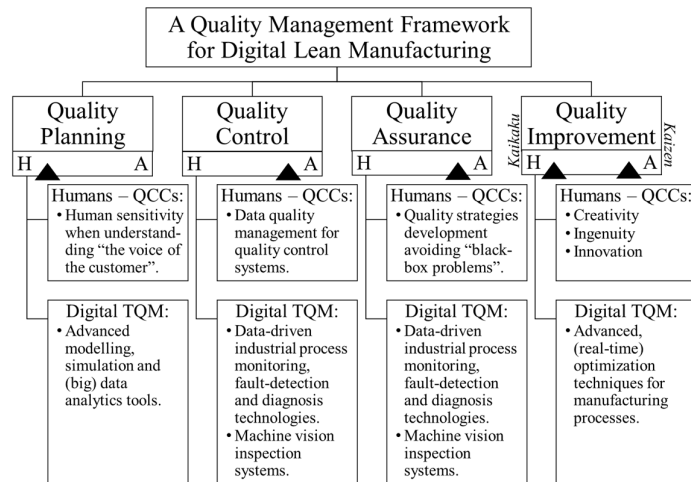 A Quality Management Framework
for Digital Lean Manufacturing
Quality
Planning
H A
Humans – QCCs:
• Human sensitivity
when understand-
ing “the voice of
the customer”.
Digital TQM:
• Advanced
modelling,
simulation and
(big) data
analytics tools.
Quality
Control
H A
Humans – QCCs:
• Data quality
management for
quality control
systems.
Digital TQM:
• Data-driven
industrial process
monitoring,
fault-detection
and diagnosis
technologies.
• Machine vision
inspection
systems.
Quality
Assurance
H A
Humans – QCCs:
• Quality strategies
development
avoiding “black-
box problems”.
Digital TQM:
• Data-driven
industrial process
monitoring,
fault-detection
and diagnosis
technologies.
• Machine vision
inspection
systems.
Kaikaku
Quality
Improvement
Kaizen
H A
Humans – QCCs:
• Creativity
• Ingenuity
• Innovation
Digital TQM:
• Advanced,
(real-time)
optimization
techniques for
manufacturing
processes.